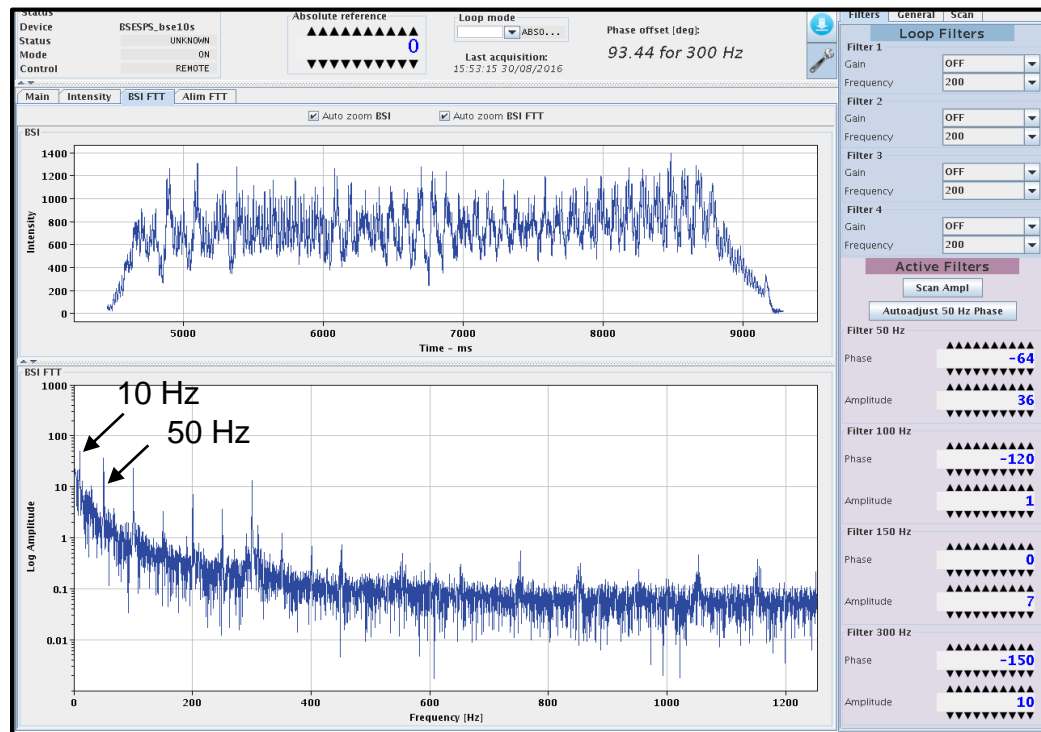 Status
Device BSESPS_bse10s
Status UNKNOWN
Mode ON
Control REMOTE
Absolute reference
0
Loop mode
ABSO...
Last acquisition:
15:53:15 30/08/2016
Phase offset [deg]:
93.44 for 300 Hz
Main Intensity BSI FTT Alim FTT
Auto zoom BSI Auto zoom BSI FTT
BSI
Intensity
1400
1200
1000
800
600
400
200
0
5000 6000 7000 8000 9000
Time - ms
BSI FTT
Log Amplitude
1000
100
10
1
0.1
0.01
10 Hz
50 Hz
0 200 400 600 800 1000 1200
Frequency [Hz]
Filters General Scan
Loop Filters
Filter 1
Gain OFF
Frequency 200
Filter 2
Gain OFF
Frequency 200
Filter 3
Gain OFF
Frequency 200
Filter 4
Gain OFF
Frequency 200
Active Filters
Scan Ampl
Autoadjust 50 Hz Phase
Filter 50 Hz
Phase -64
Amplitude 36
Filter 100 Hz
Phase -120
Amplitude 1
Filter 150 Hz
Phase 0
Amplitude 7
Filter 300 Hz
Phase -150
Amplitude 10